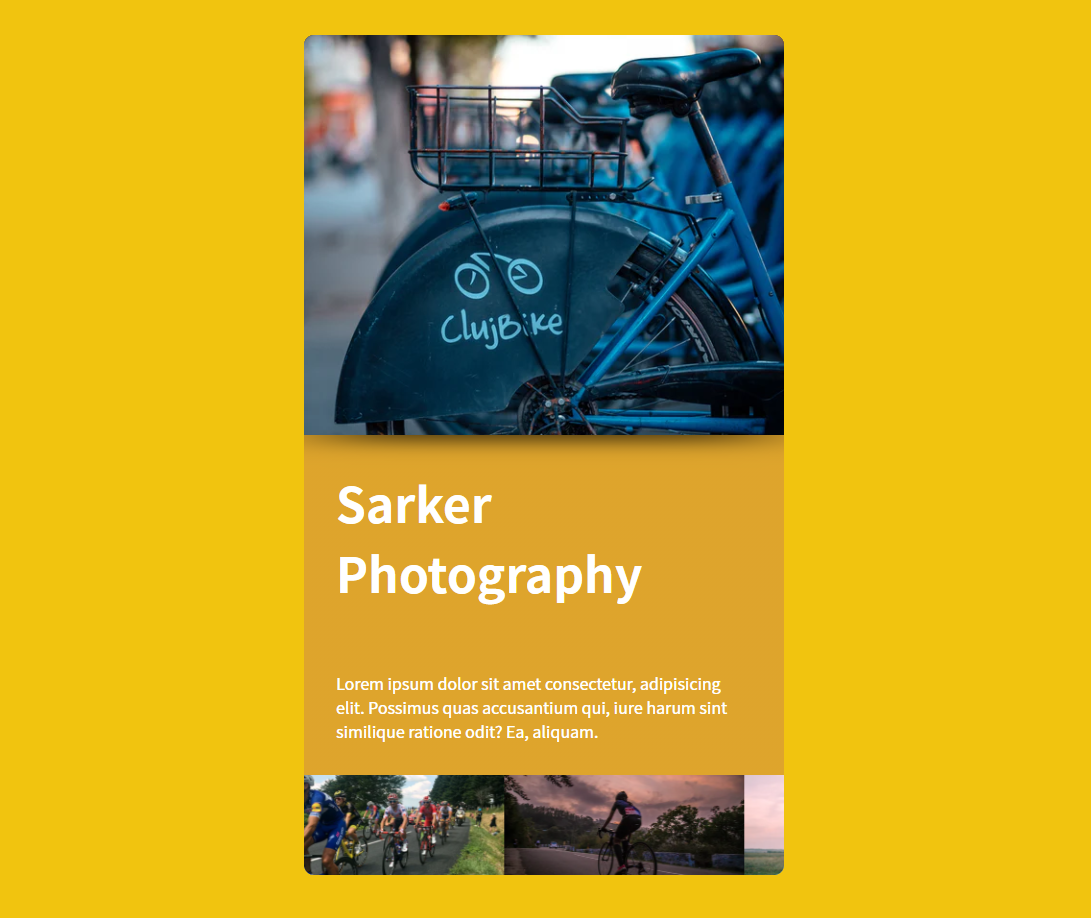 ClujBike
Sarker
Photography
Lorem ipsum dolor sit amet consectetur, adipisicing
elit. Possimus quas accusantium qui, iure harum sint
similique ratione odit? Ea, aliquam.